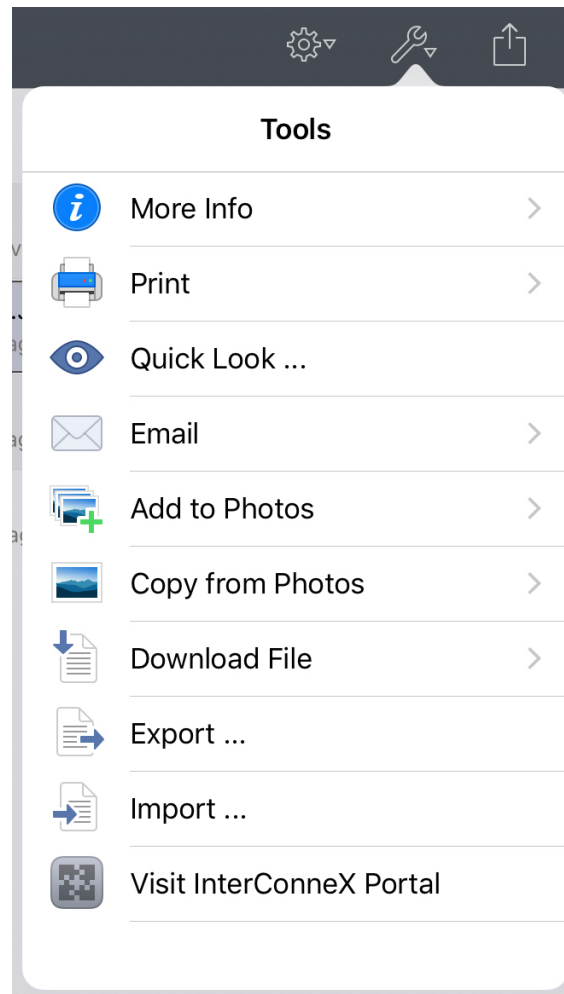 Tools
More Info
Print
Quick Look ...
Email
Add to Photos
Copy from Photos
Download File
Export ...
Import ...
Visit InterConneX Portal